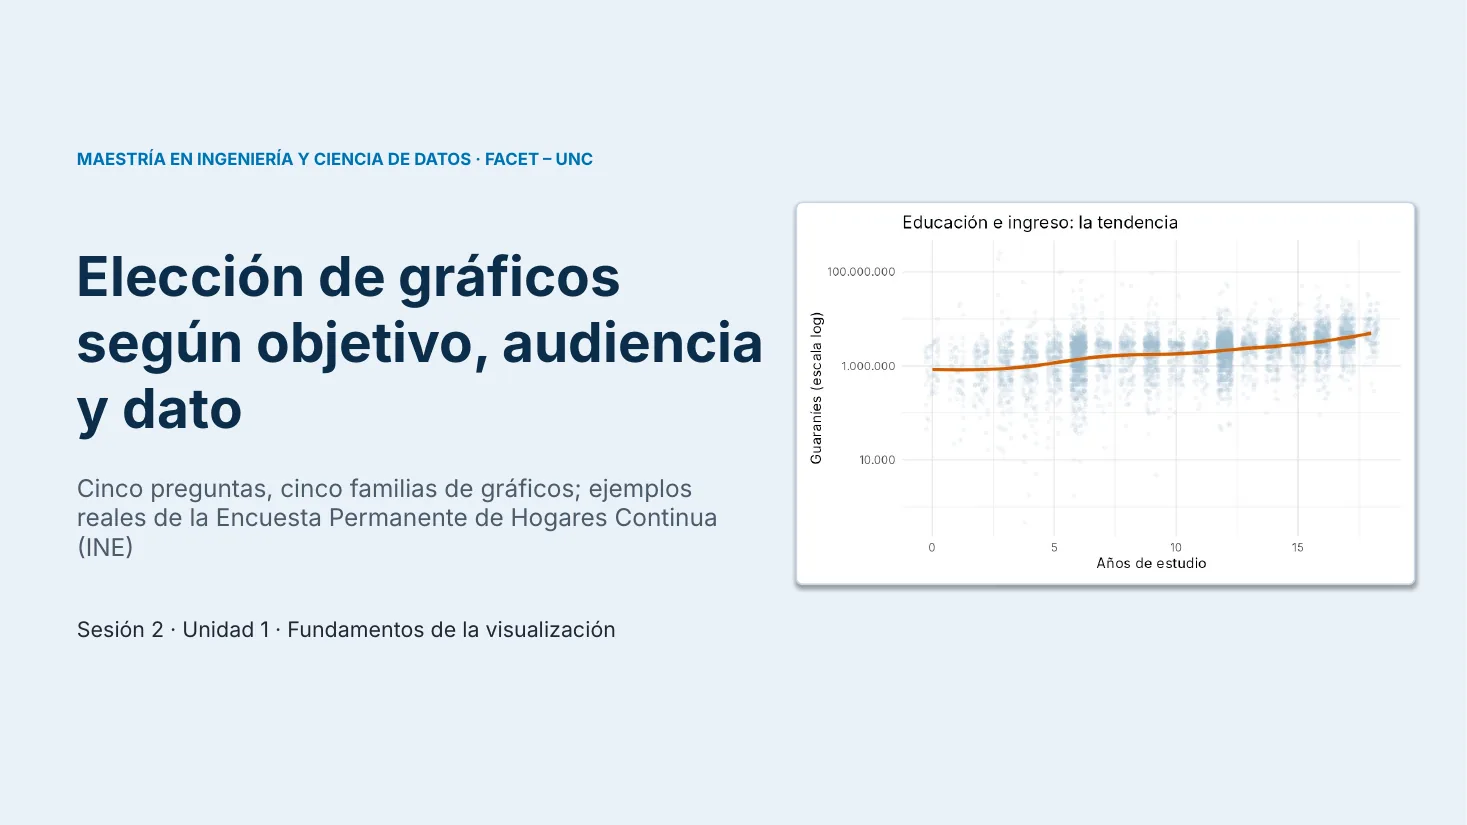 MAESTRÍA EN INGENIERÍA Y CIENCIA DE DATOS · FACET – UNC
Elección de gráficos
según objetivo, audiencia
y dato
Cinco preguntas, cinco familias de gráficos; ejemplos
reales de la Encuesta Permanente de Hogares Continua
(INE)
Sesión 2 · Unidad 1 · Fundamentos de la visualización
Educación e ingreso: la tendencia
Guaraníes (escala log)
100.000.000
1.000.000
10.000
0 5 10 15
Años de estudio